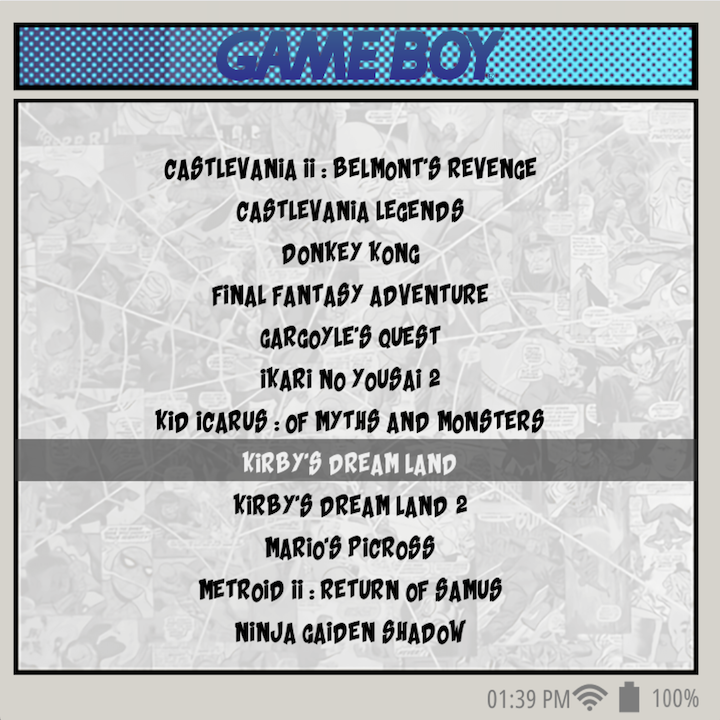 GAME BOY
CASTLEVANIA II : BELMONT'S REVENGE
CASTLEVANIA LEGENDS
DONKEY KONG
FINAL FANTASY ADVENTURE
GARGOYLE'S QUEST
IKARI NO YOUSAI 2
KID ICARUS : OF MYTHS AND MONSTERS
KIRBY'S DREAM LAND
KIRBY'S DREAM LAND 2
MARIO'S PICROSS
METROID II : RETURN OF SAMUS
NINJA GAIDEN SHADOW
01:39 PM 100%